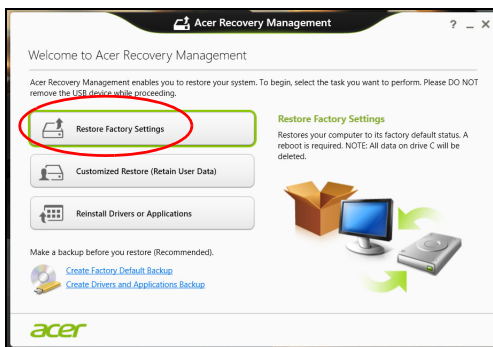 Acer Recovery Management
? _ X
Welcome to Acer Recovery Management
Acer Recovery Management enables you to restore your system. To begin, select the task you want to perform. Please DO NOT
remove the USB device while proceeding.
Restore Factory Settings
Customized Restore (Retain User Data)
Reinstall Drivers or Applications
Restore Factory Settings
Restores your computer to its factory default status. A
reboot is required. NOTE: All data on drive C will be
deleted.
Make a backup before you restore (Recommended).
Create Factory Default Backup
Create Drivers and Applications Backup
acer